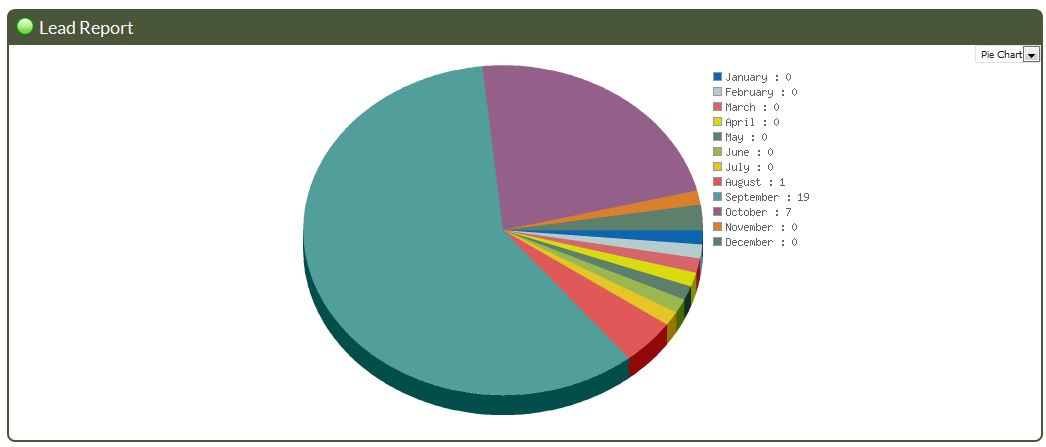 Lead Report
Pie Chart
January : 0
February : 0
March : 0
April : 0
May : 0
June : 0
July : 0
August : 1
September : 19
October : 7
November : 0
December : 0